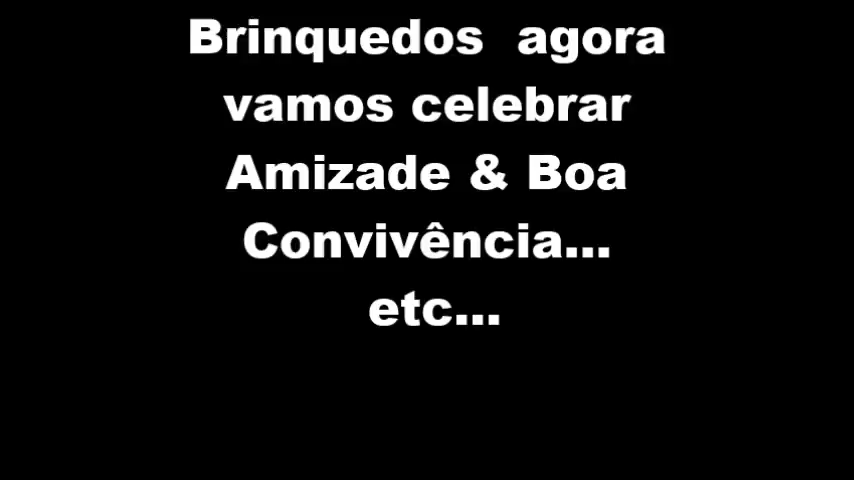 Brinquedos  agora
vamos celebrar
Amizade & Boa
Convivência...
etc...